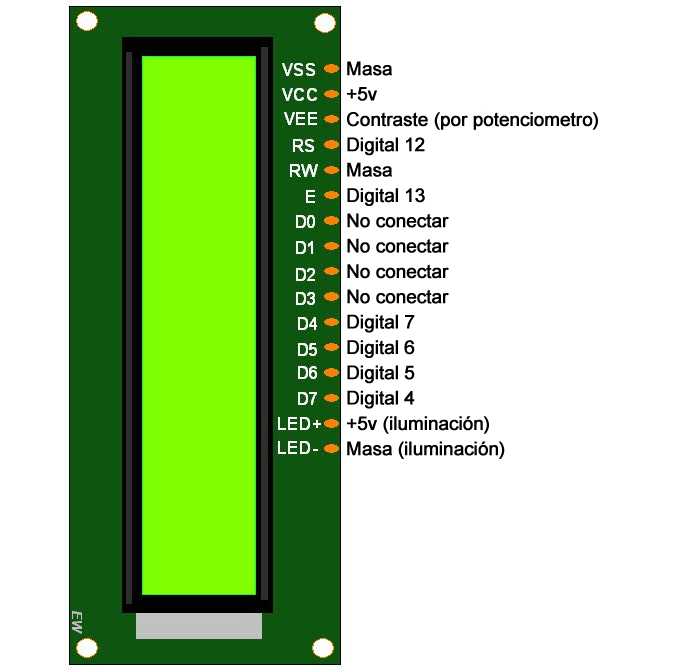 VSS Masa
VCC +5v
VEE Contraste (por potenciometro)
RS Digital 12
RW Masa
E Digital 13
D0 No conectar
D1 No conectar
D2 No conectar
D3 No conectar
D4 Digital 7
D5 Digital 6
D6 Digital 5
D7 Digital 4
LED+ +5v (iluminación)
LED- Masa (iluminación)
EW